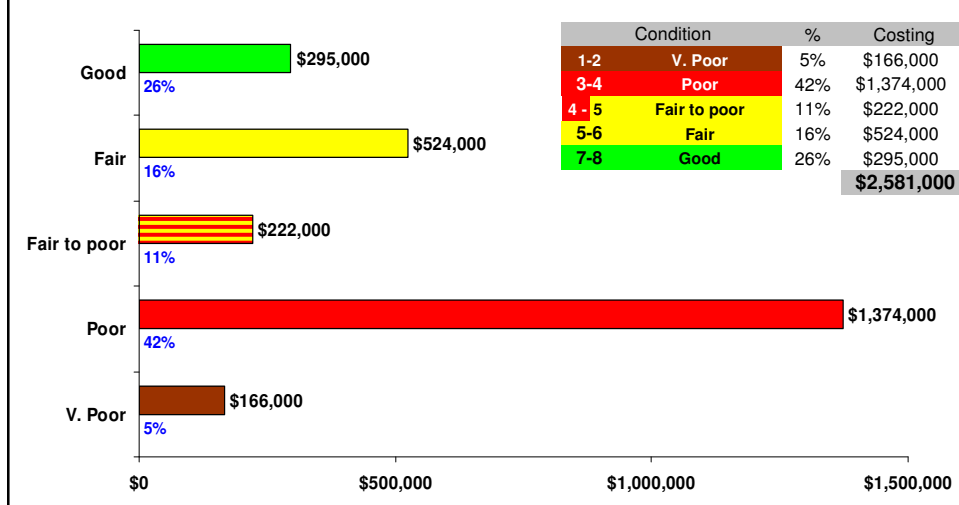 Condition % Costing
1-2 V. Poor 5% $166,000
3-4 Poor 42% $1,374,000
4 - 5 Fair to poor 11% $222,000
5-6 Fair 16% $524,000
7-8 Good 26% $295,000
$2,581,000
Good $295,000
26%
Fair $524,000
16%
Fair to poor $222,000
11%
Poor $1,374,000
42%
V. Poor $166,000
5%
$0 $500,000 $1,000,000 $1,500,000